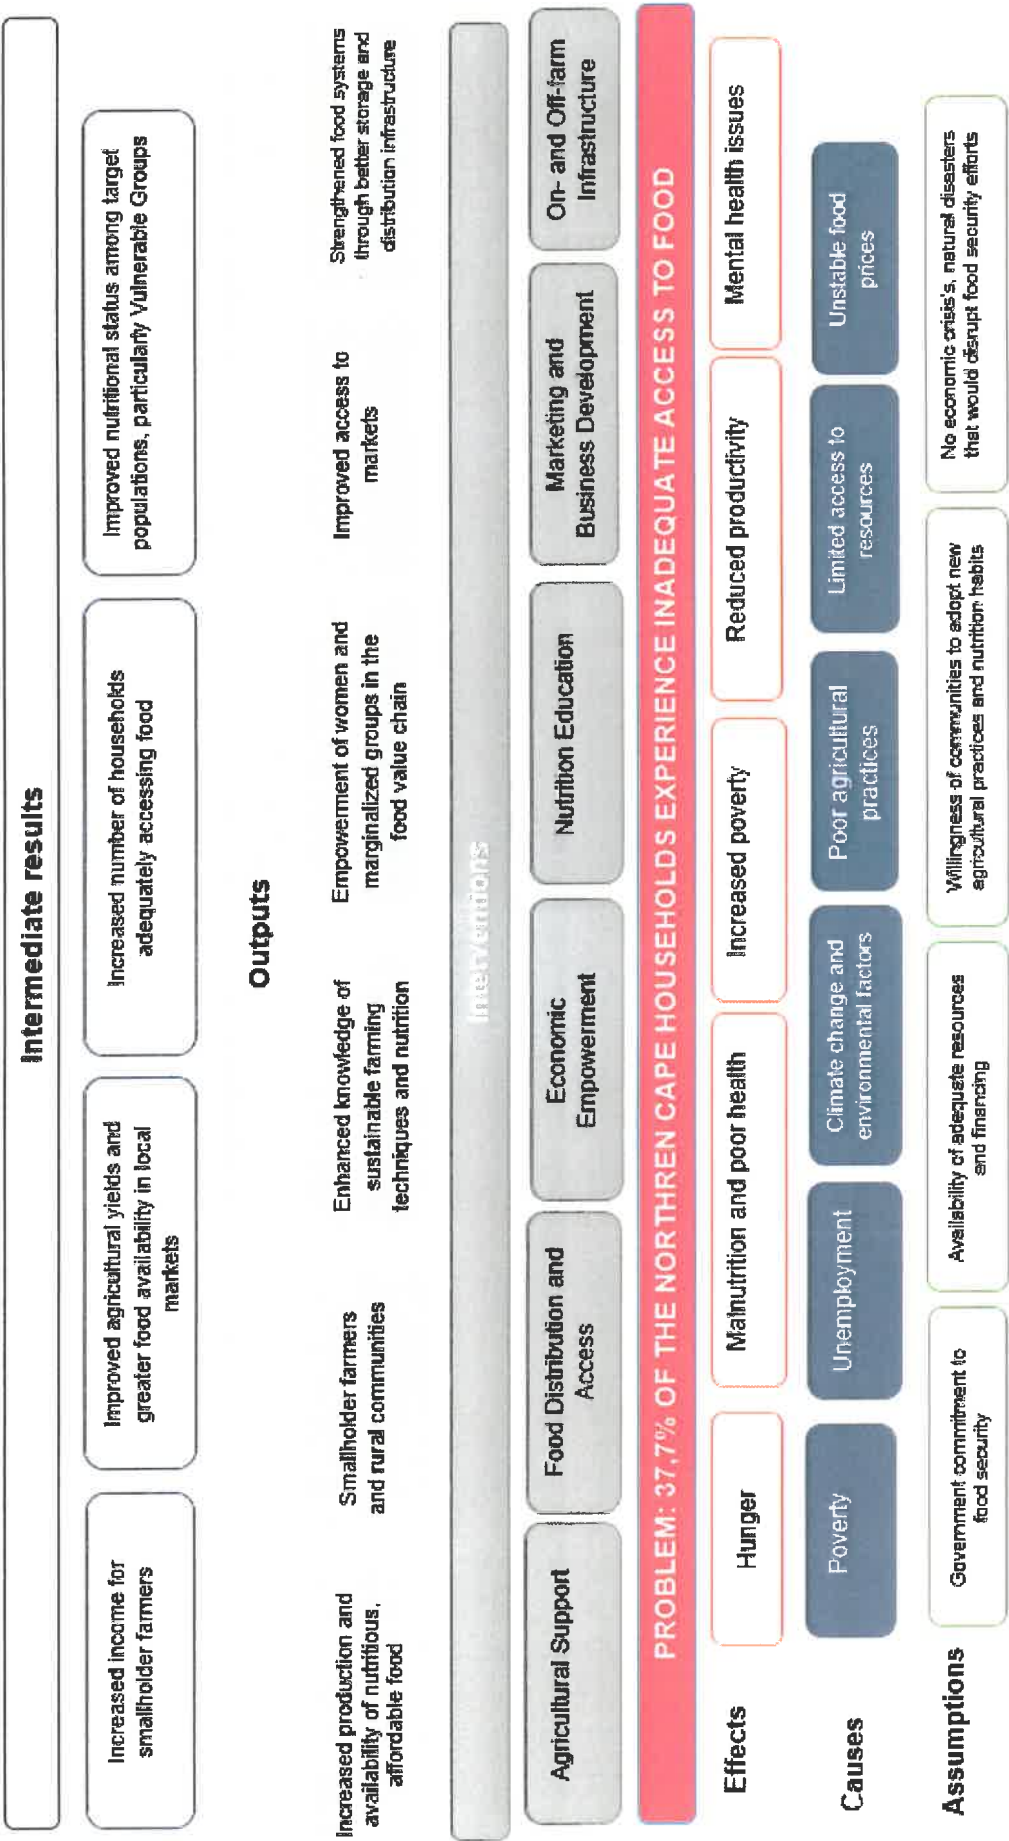 Intermediate results
Increased income for
smallholder farmers
Improved agricultural yields and
greater food availability in local
markets
Increased number of households
adequately accessing food
Improved nutritional status among target
populations, particularly Vulnerable Groups
Outputs
Increased production and
availability of nutritious,
affordable food
Smallholder farmers
and rural communities
Enhanced knowledge of
sustainable farming
techniques and nutrition
Empowerment of women and
marginalized groups in the
food value chain
Improved access to
markets
Strengthened food systems
through better storage and
distribution infrastructure
Interventions
Agricultural Support
Food Distribution and
Access
Economic
Empowerment
Nutrition Education
Marketing and
Business Development
On- and Off-farm
Infrastructure
PROBLEM: 37,7% OF THE NORTHREN CAPE HOUSEHOLDS EXPERIENCE INADEQUATE ACCESS TO FOOD
Effects
Hunger
Malnutrition and poor health
Increased poverty
Reduced productivity
Mental health issues
Causes
Poverty
Unemployment
Climate change and
environmental factors
Poor agricultural
practices
Limited access to
resources
Unstable food
prices
Assumptions
Government commitment to
food security
Availability of adequate resources
and financing
Willingness of communities to adopt new
agricultural practices and nutrition habits
No economic crisis's, natural disasters
that would disrupt food security efforts